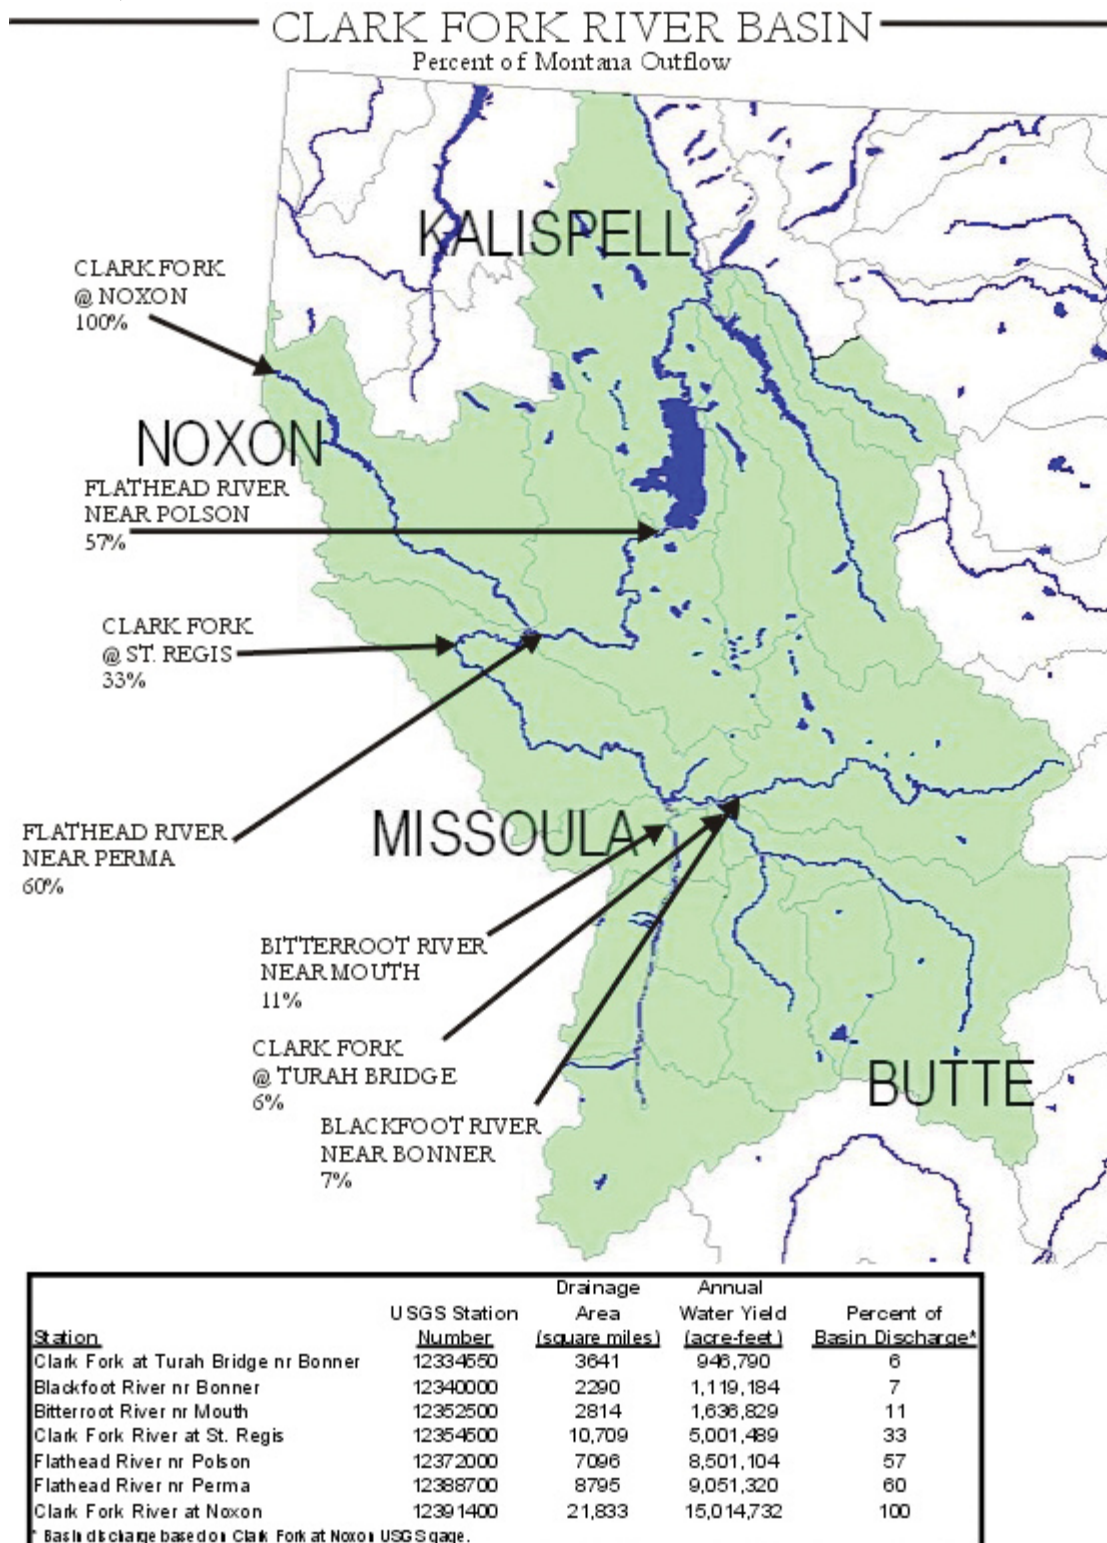 CLARK FORK RIVER BASIN
Percent of Montana Outflow
KALISPELL
CLARK FORK
@ NOXON
100%
NOXON
FLATHEAD RIVER
NEAR POLSON
57%
CLARK FORK
@ ST. REGIS
33%
FLATHEAD RIVER
NEAR PERMA
60%
MISSOULA
BITTERROOT RIVER
NEAR MOUTH
11%
CLARK FORK
@ TURAH BRIDGE
6%
BUTTE
BLACKFOOT RIVER
NEAR BONNER
7%
Drainage Annual
USGS Station Area Water Yield Percent of
Station Number (square miles) (acre-feet) Basin Discharge*
Clark Fork at Turah Bridge nr Bonner 12334550 3641 946,790 6
Blackfoot River nr Bonner 12340000 2290 1,119,184 7
Bitterroot River nr Mouth 12352500 2814 1,636,829 11
Clark Fork River at St. Regis 12354500 10,709 5,001,489 33
Flathead River nr Polson 12372000 7096 8,501,104 57
Flathead River nr Perma 12388700 8795 9,051,320 60
Clark Fork River at Noxon 12391400 21,833 15,014,732 100
* Basin discharge based on Clark Fork at Noxon USGS gage.